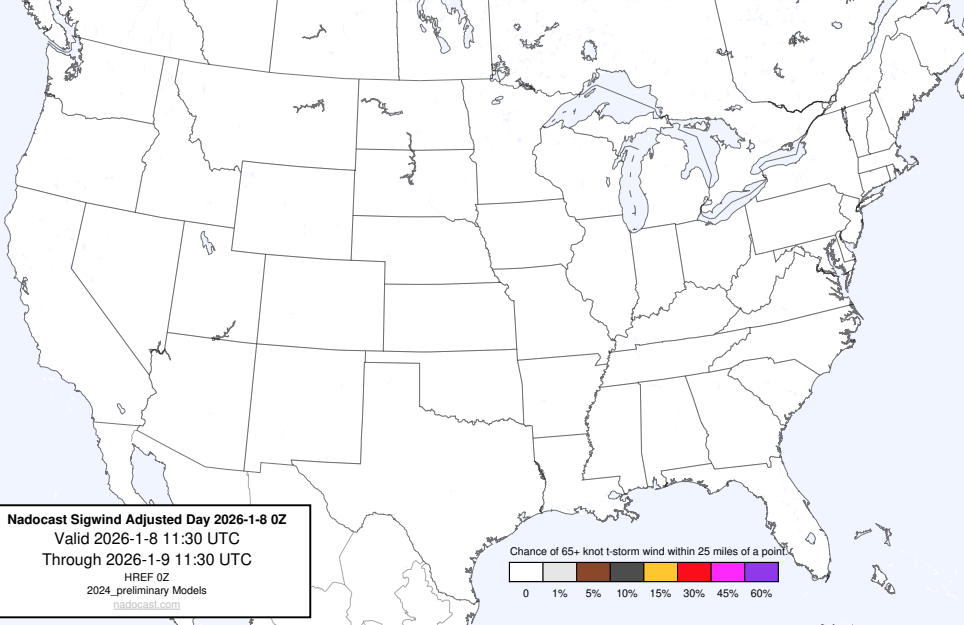 Nadocast Sigwind Adjusted Day 2026-1-8 0Z
Valid 2026-1-8 11:30 UTC
Through 2026-1-9 11:30 UTC
HREF 0Z
2024_preliminary Models
nadocast.com
Chance of 65+ knot t-storm wind within 25 miles of a point.
0 1% 5% 10% 15% 30% 45% 60%